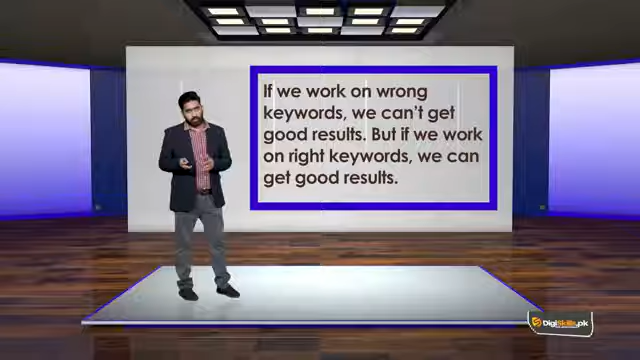 If we work on wrong
keywords, we can't get
good results. But if we work
on right keywords, we can
get good results.
DigiSkills.pk